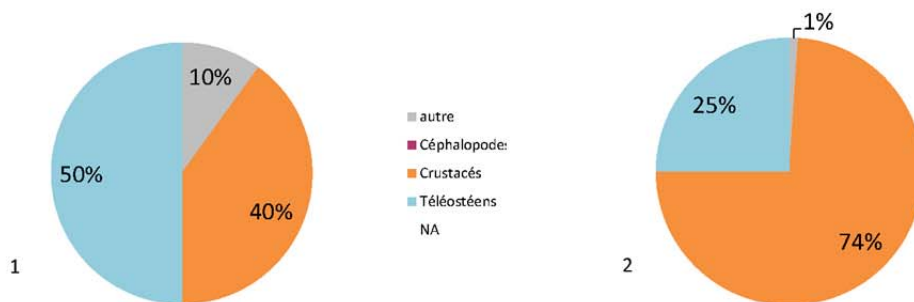 10%
50%
40%
1
autre
Céphalopodes
Crustacés
Téléostéens
NA
1%
25%
74%
2